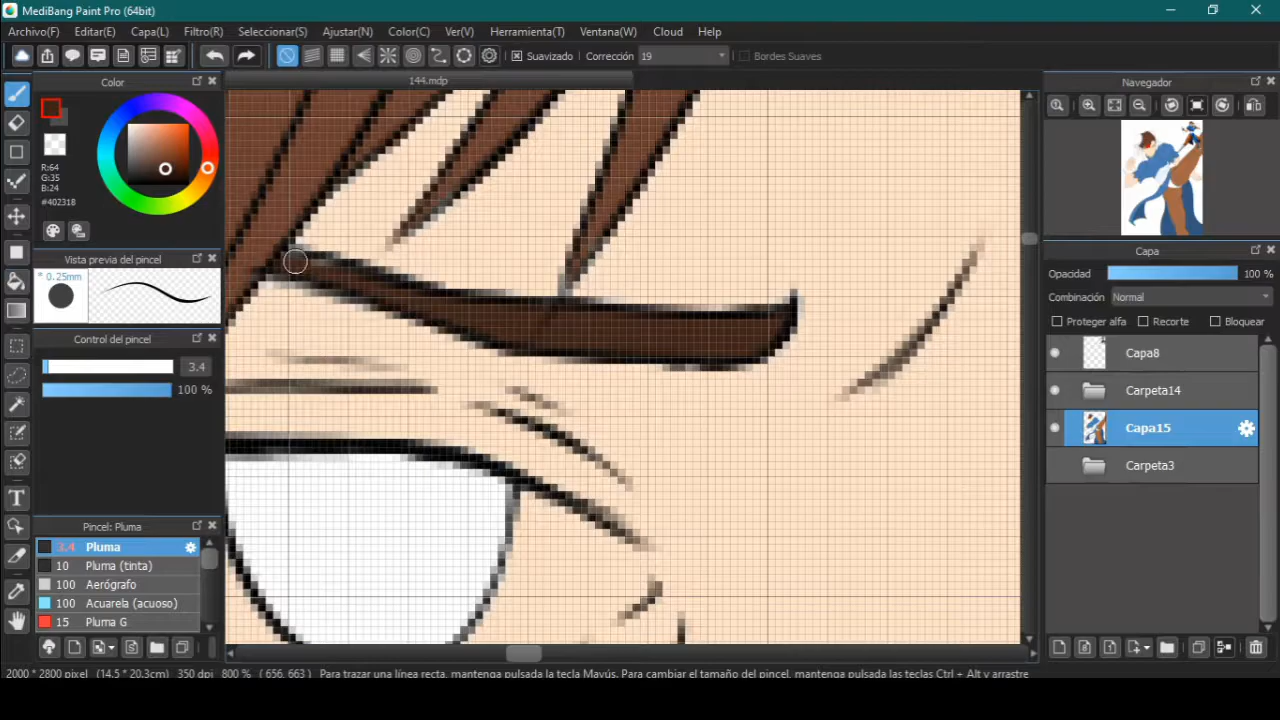 MediBang Paint Pro (64bit)
Archivo(F) Editar(E) Capa(L) Filtro(R) Seleccionar(S) Ajustar(N) Color(C) Ver(V) Herramienta(T) Ventana(W) Cloud Help
Suavizado Corrección 19 Bordes Suaves
144.mdp
Color
R:64
G:35
B:24
#402318
Vista previa del pincel
* 0.25mm
Control del pincel
3.4
100 %
Pincel: Pluma
3.4 Pluma
10 Pluma (tinta)
100 Aerógrafo
100 Acuarela (acuoso)
15 Pluma G
Navegador
Capa
Opacidad 100 %
Combinación Normal
Proteger alfa Recorte Bloquear
Capa8
Carpeta14
Capa15
Carpeta3
2000 * 2800 pixel (14.5 * 20.3cm) 350 dpi 800 % ( 656, 663 ) Para trazar una línea recta, mantenga pulsada la tecla Mayús. Para cambiar el tamaño del pincel, mantenga pulsadas las teclas Ctrl + Alt y arrastre